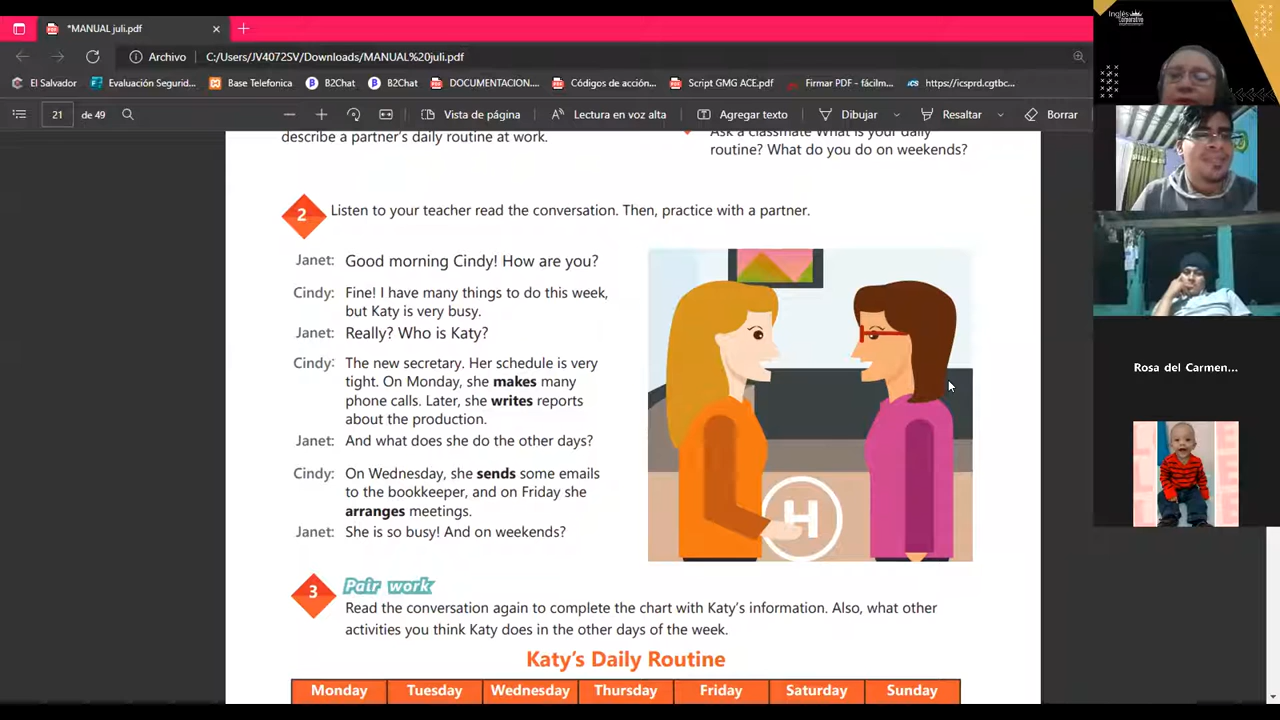 *MANUAL juli.pdf
Archivo
C:/Users/JV4072SV/Downloads/MANUAL%20juli.pdf
El Salvador
Evaluación Segurid...
Base Telefonica
B2Chat
B2Chat
DOCUMENTACION....
Códigos de acción...
Script GMG ACE.pdf
Firmar PDF - fácilm...
https://icsprd.cgtbc...
21
de 49
Vista de página
Lectura en voz alta
Agregar texto
Dibujar
Resaltar
Borrar
describe a partner's daily routine at work.
Ask a classmate What is your daily
routine? What do you do on weekends?
2
Listen to your teacher read the conversation. Then, practice with a partner.
Janet: Good morning Cindy! How are you?
Cindy: Fine! I have many things to do this week,
but Katy is very busy.
Janet: Really? Who is Katy?
Cindy: The new secretary. Her schedule is very
tight. On Monday, she makes many
phone calls. Later, she writes reports
about the production.
Janet: And what does she do the other days?
Cindy: On Wednesday, she sends some emails
to the bookkeeper, and on Friday she
arranges meetings.
Janet: She is so busy! And on weekends?
H
3
Pair work
Read the conversation again to complete the chart with Katy's information. Also, what other
activities you think Katy does in the other days of the week.
Katy's Daily Routine
Monday Tuesday Wednesday Thursday Friday Saturday Sunday
Inglés
Corporativo
Rosa del Carmen...